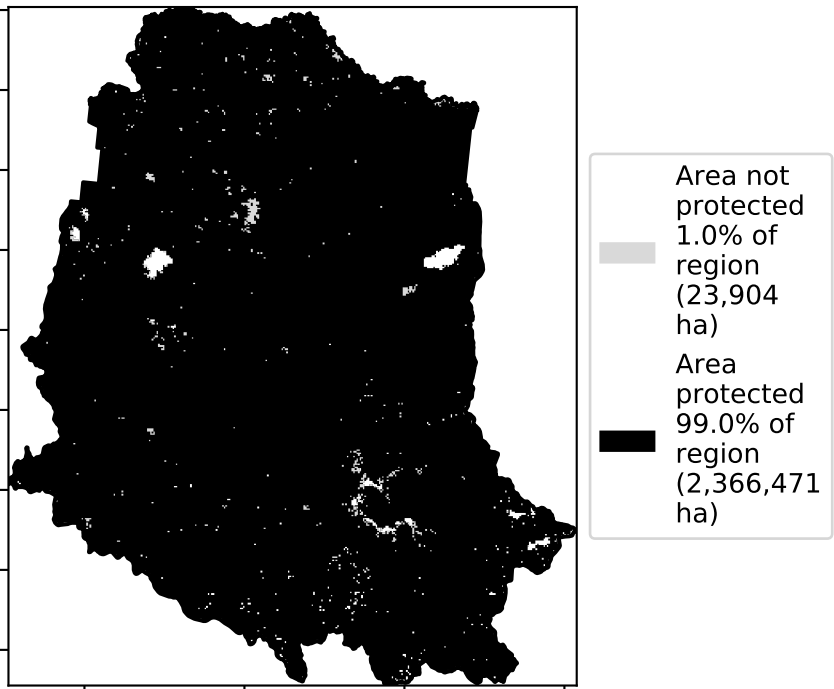 Area not
protected
1.0% of
region
(23,904
ha)
Area
protected
99.0% of
region
(2,366,471
ha)